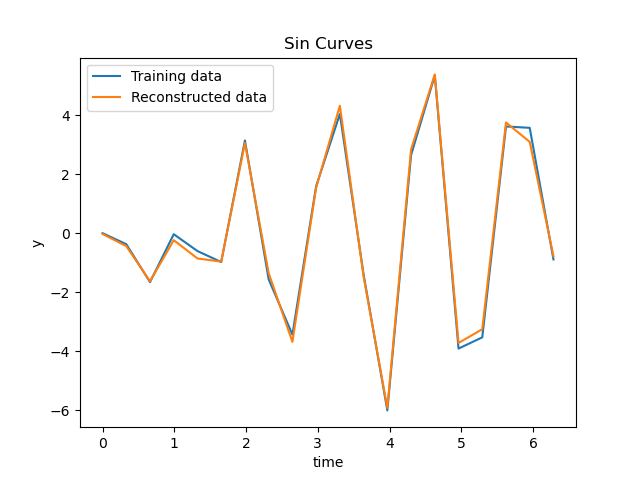 Sin Curves
Training data
Reconstructed data
4
2
0
−2
−4
−6
y
0 1 2 3 4 5 6
time